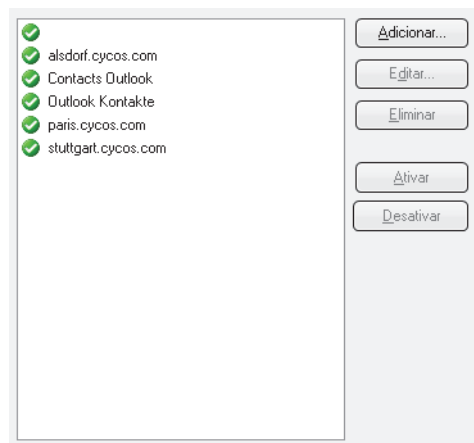 alsdorf.cycos.com
Contacts Outlook
Outlook Kontakte
paris.cycos.com
stuttgart.cycos.com
Adicionar...
Editar...
Eliminar
Ativar
Desativar